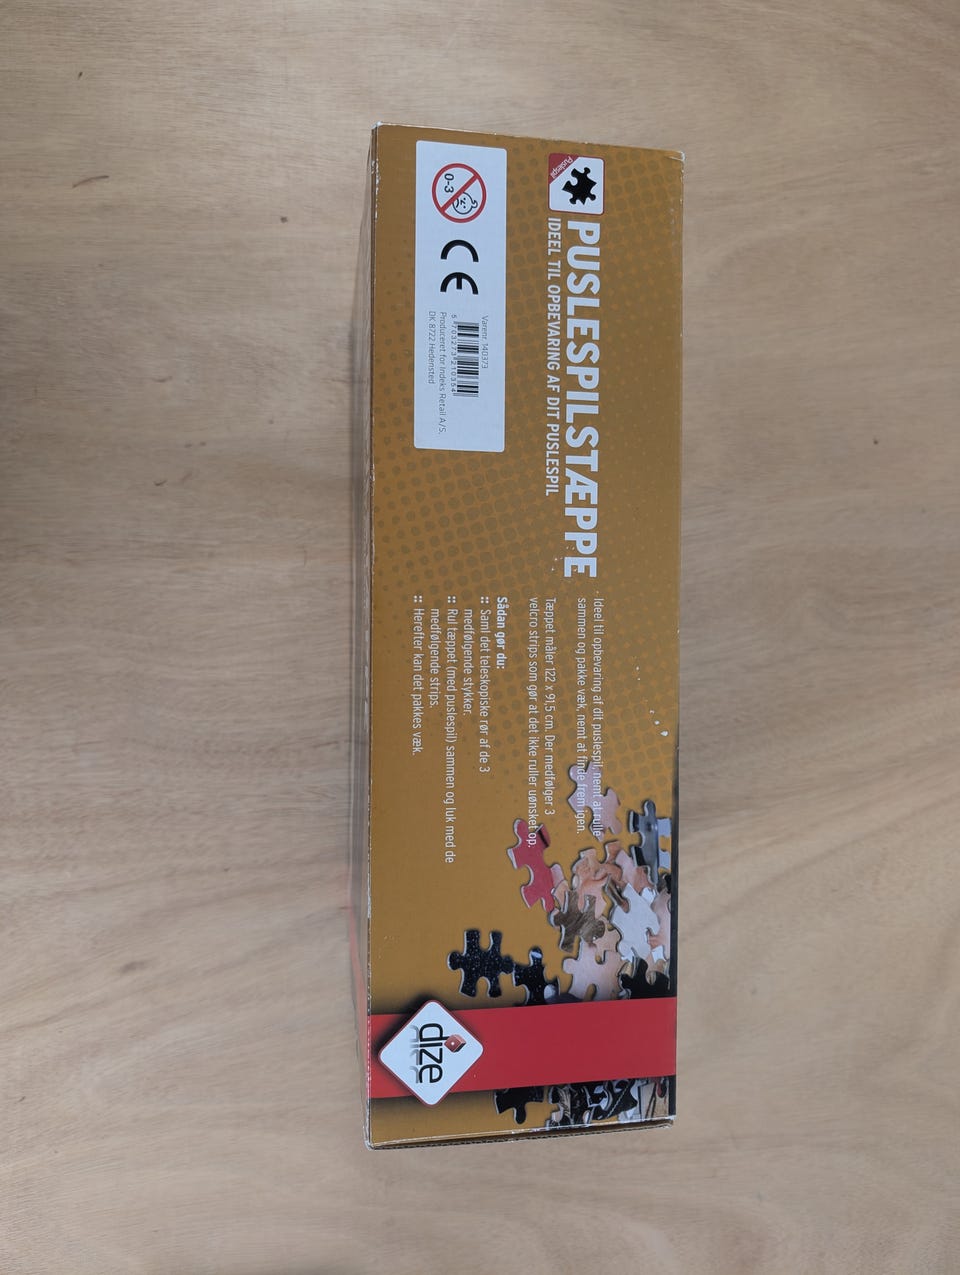 Puslespil
PUSLESPILSTÆPPE
IDEEL TIL OPBEVARING AF DIT PUSLESPIL
0-3
CE
Varenr. 140373
5 703273 210354
Produceret for Indeks Retail A/S,
DK 8722 Hedensted
Ideel til opbevaring af dit puslespil, nemt at rulle
sammen og pakke væk, nemt at finde frem igen.
Tæppet måler 122 x 91,5 cm. Der medfølger 3
velcro strips som gør at det ikke ruller uønsket op.
Sådan gør du:
:: Saml det teleskopiske rør af de 3
medfølgende stykker.
:: Rul tæppet (med puslespil) sammen og luk med de
medfølgende strips.
:: Herefter kan det pakkes væk.
dize